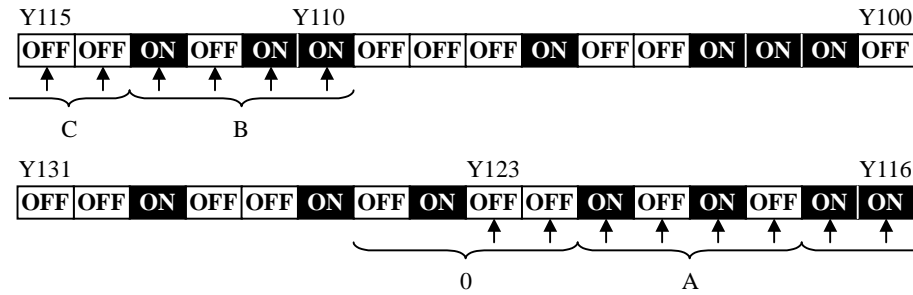 Y115 Y110 Y100
OFF OFF ON OFF ON ON OFF OFF OFF ON OFF OFF ON ON ON OFF
C B
Y131 Y123 Y116
OFF OFF ON OFF OFF ON OFF ON OFF OFF ON OFF ON OFF ON ON
0 A